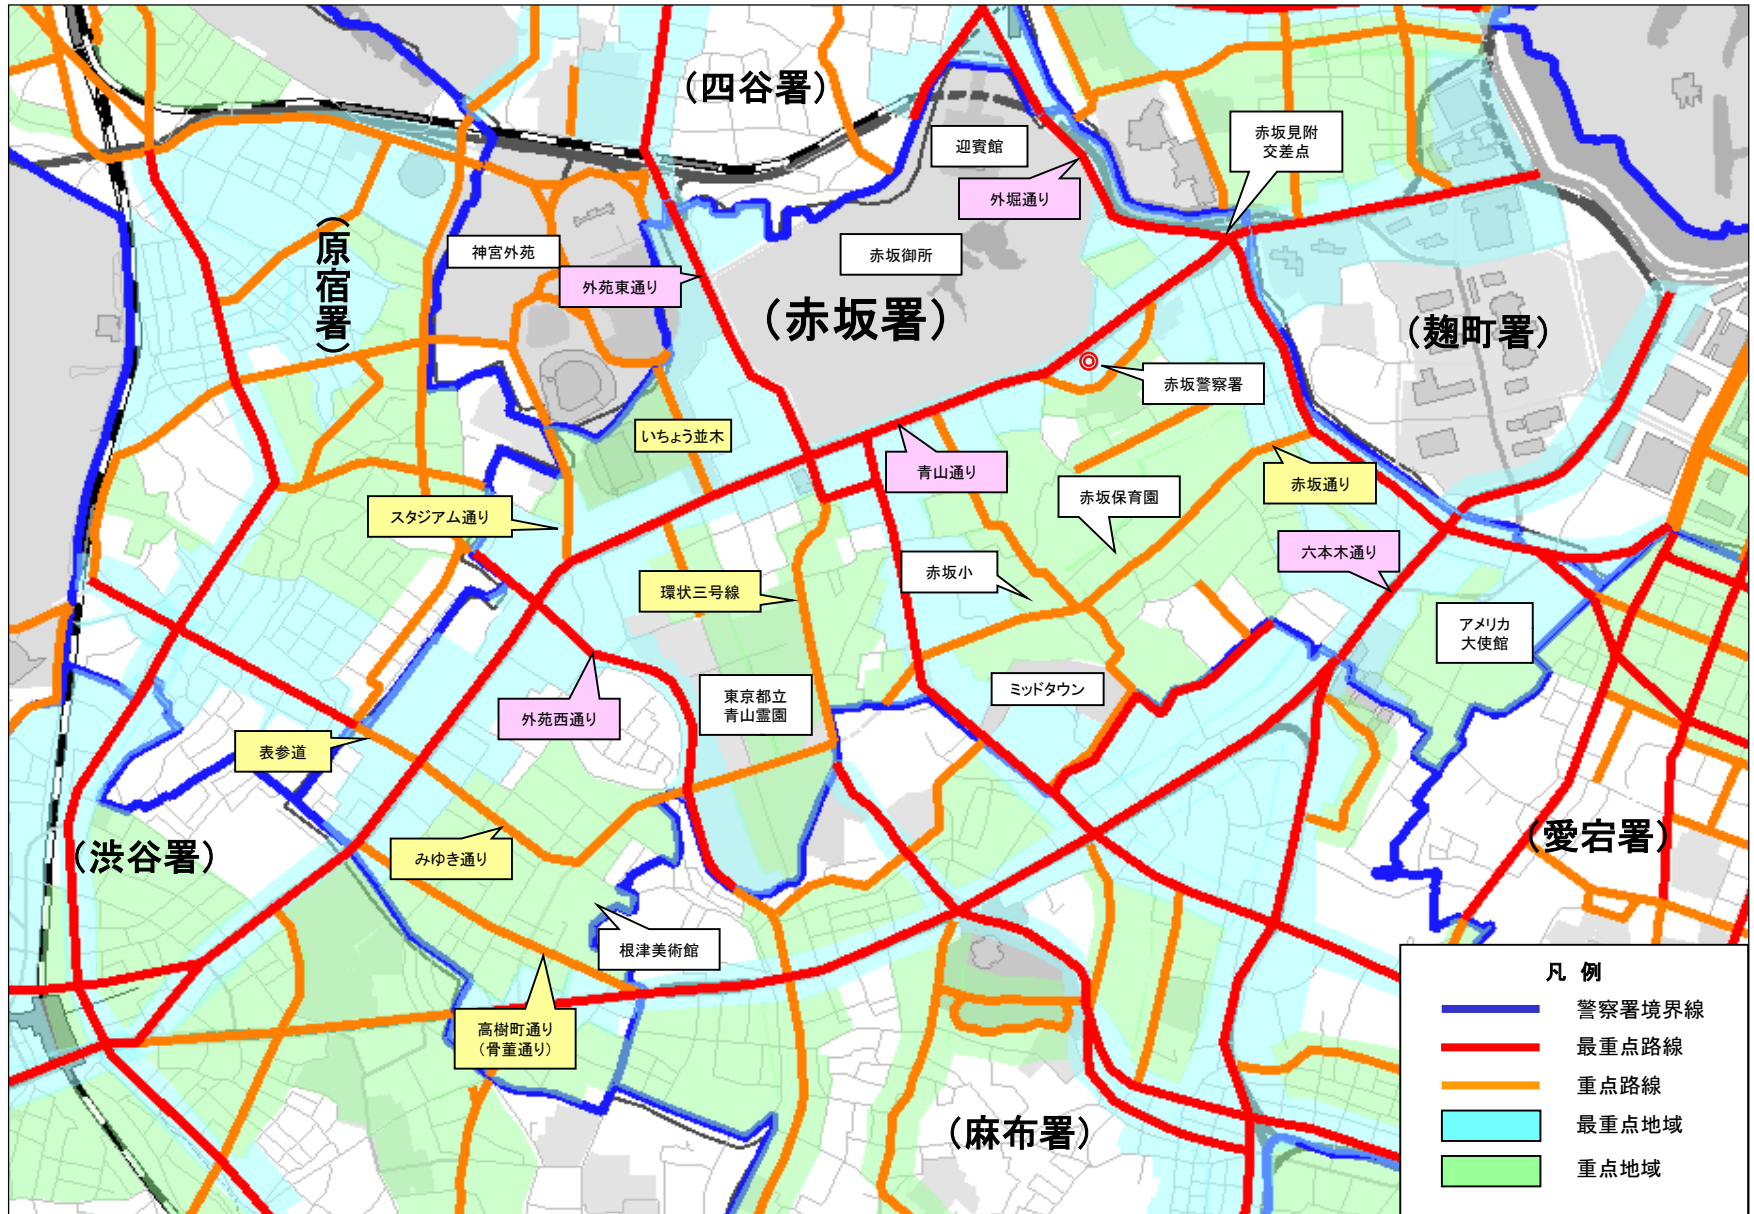 (四谷署)
迎賓館
赤坂見附
交差点
外堀通り
(原宿署)
神宮外苑
赤坂御所
外苑東通り
(赤坂署)
(麹町署)
赤坂警察署
いちょう並木
青山通り
赤坂保育園
赤坂通り
スタジアム通り
六本木通り
赤坂小
環状三号線
アメリカ
大使館
東京都立
青山霊園
ミッドタウン
外苑西通り
表参道
(渋谷署)
みゆき通り
(愛宕署)
根津美術館
高樹町通り
(骨董通り)
(麻布署)
凡 例
警察署境界線
最重点路線
重点路線
最重点地域
重点地域